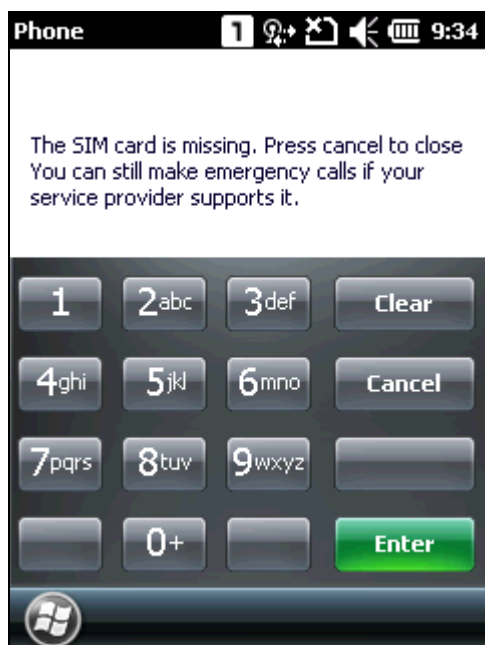 Phone 1 9:34
The SIM card is missing. Press cancel to close
You can still make emergency calls if your
service provider supports it.
1 2abc 3def Clear
4ghi 5jkl 6mno Cancel
7pqrs 8tuv 9wxyz
0+ Enter